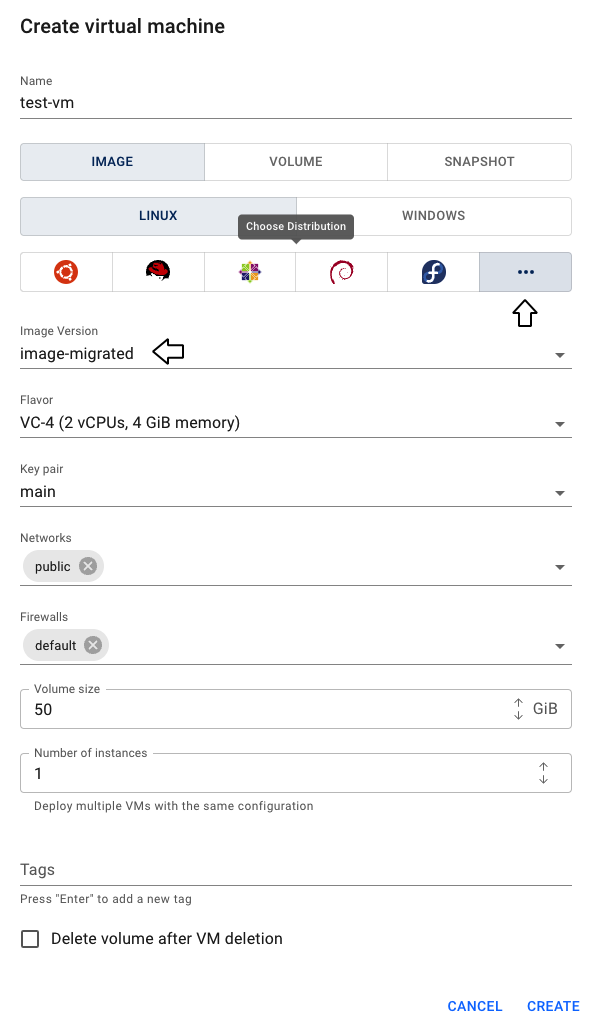 Create virtual machine
Name
test-vm
IMAGE
VOLUME
SNAPSHOT
LINUX
WINDOWS
Choose Distribution
Image Version
image-migrated
Flavor
VC-4 (2 vCPUs, 4 GiB memory)
Key pair
main
Networks
public
Firewalls
default
Volume size
50
GiB
Number of instances
1
Deploy multiple VMs with the same configuration
Tags
Press "Enter" to add a new tag
Delete volume after VM deletion
CANCEL
CREATE